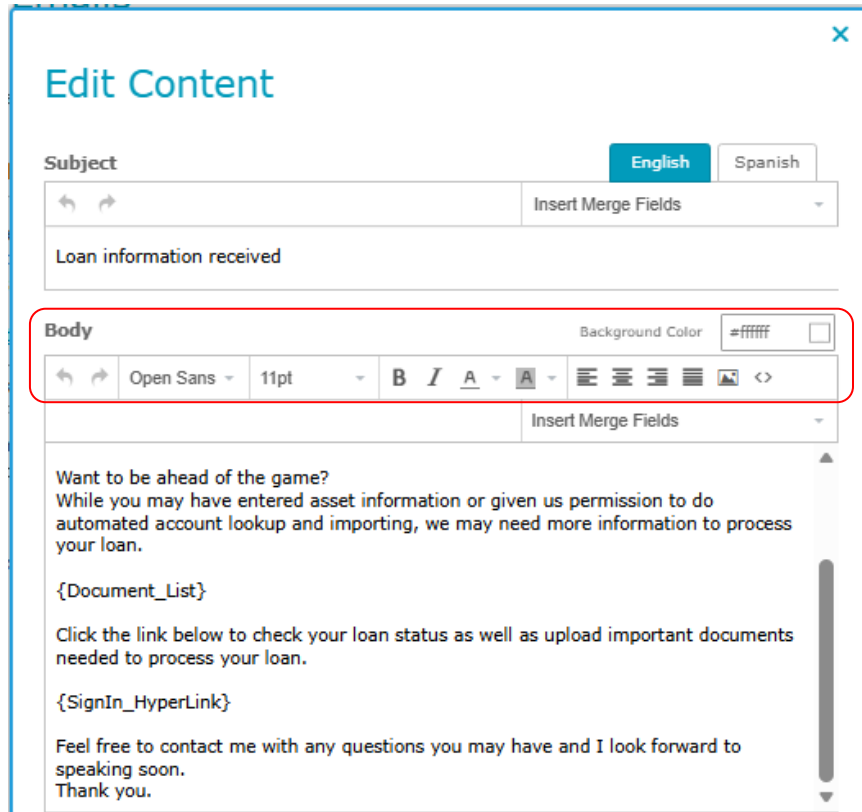 Edit Content
Subject
English
Spanish
Insert Merge Fields
Loan information received
Body
Background Color
#ffffff
Open Sans
11pt
B I A A <>
Insert Merge Fields
Want to be ahead of the game?
While you may have entered asset information or given us permission to do
automated account lookup and importing, we may need more information to process
your loan.
{Document_List}
Click the link below to check your loan status as well as upload important documents
needed to process your loan.
{SignIn_HyperLink}
Feel free to contact me with any questions you may have and I look forward to
speaking soon.
Thank you.